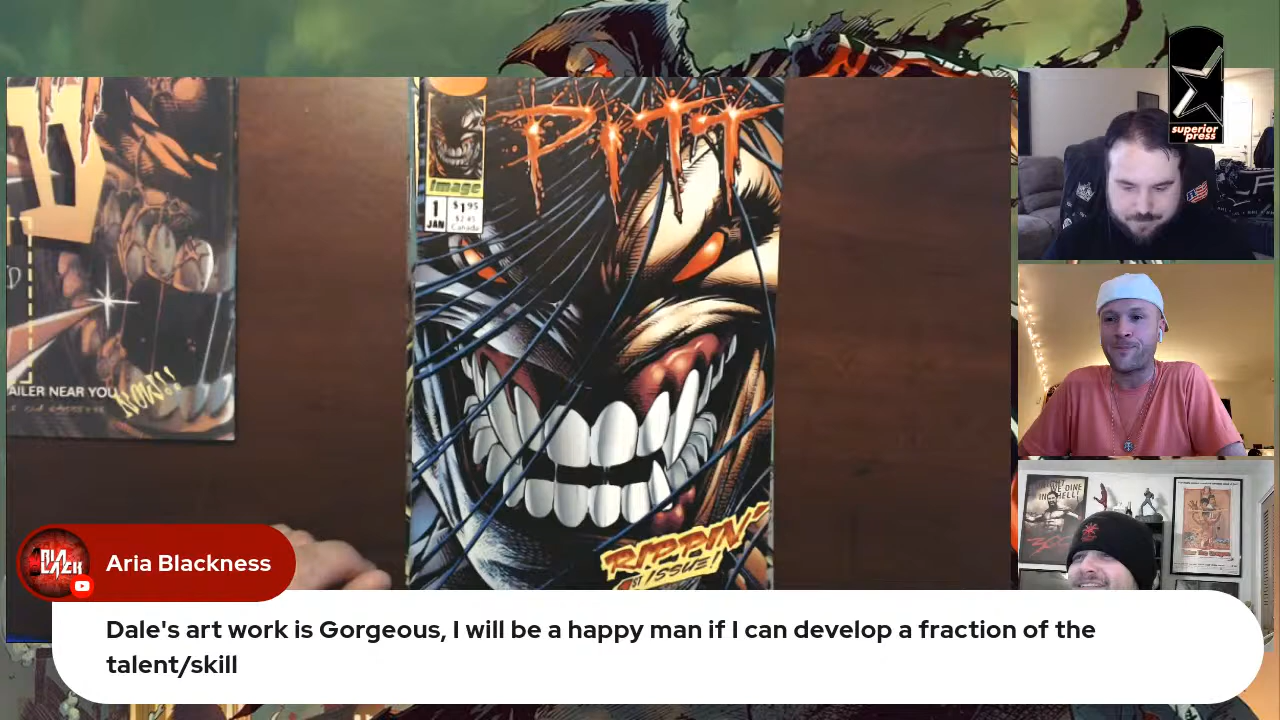 superior
press
PITT
image
1
JAN
$1.95
$2.45
Canada
AILER NEAR YOU
NOW!!
RIPPIN'
1ST ISSUE!
Aria Blackness
Dale's art work is Gorgeous, I will be a happy man if I can develop a fraction of the
talent/skill